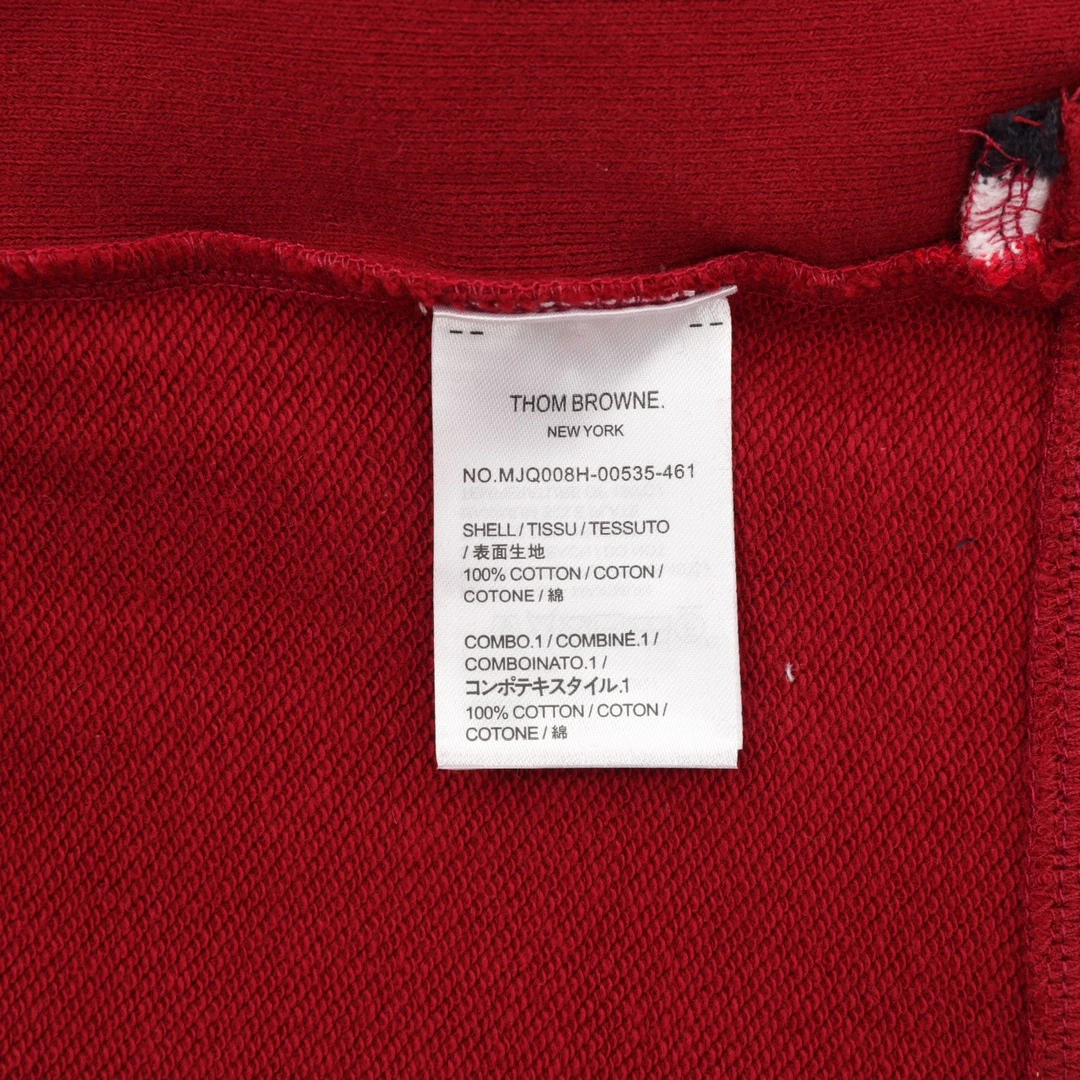 THOM BROWNE.
NEW YORK
NO.MJQ008H-00535-461
SHELL / TISSU / TESSUTO
/ 表面生地
100% COTTON / COTON /
COTONE / 綿
COMBO.1 / COMBINÉ.1 /
COMBOINATO.1 /
コンポテキスタイル.1
100% COTTON / COTON /
COTONE / 綿